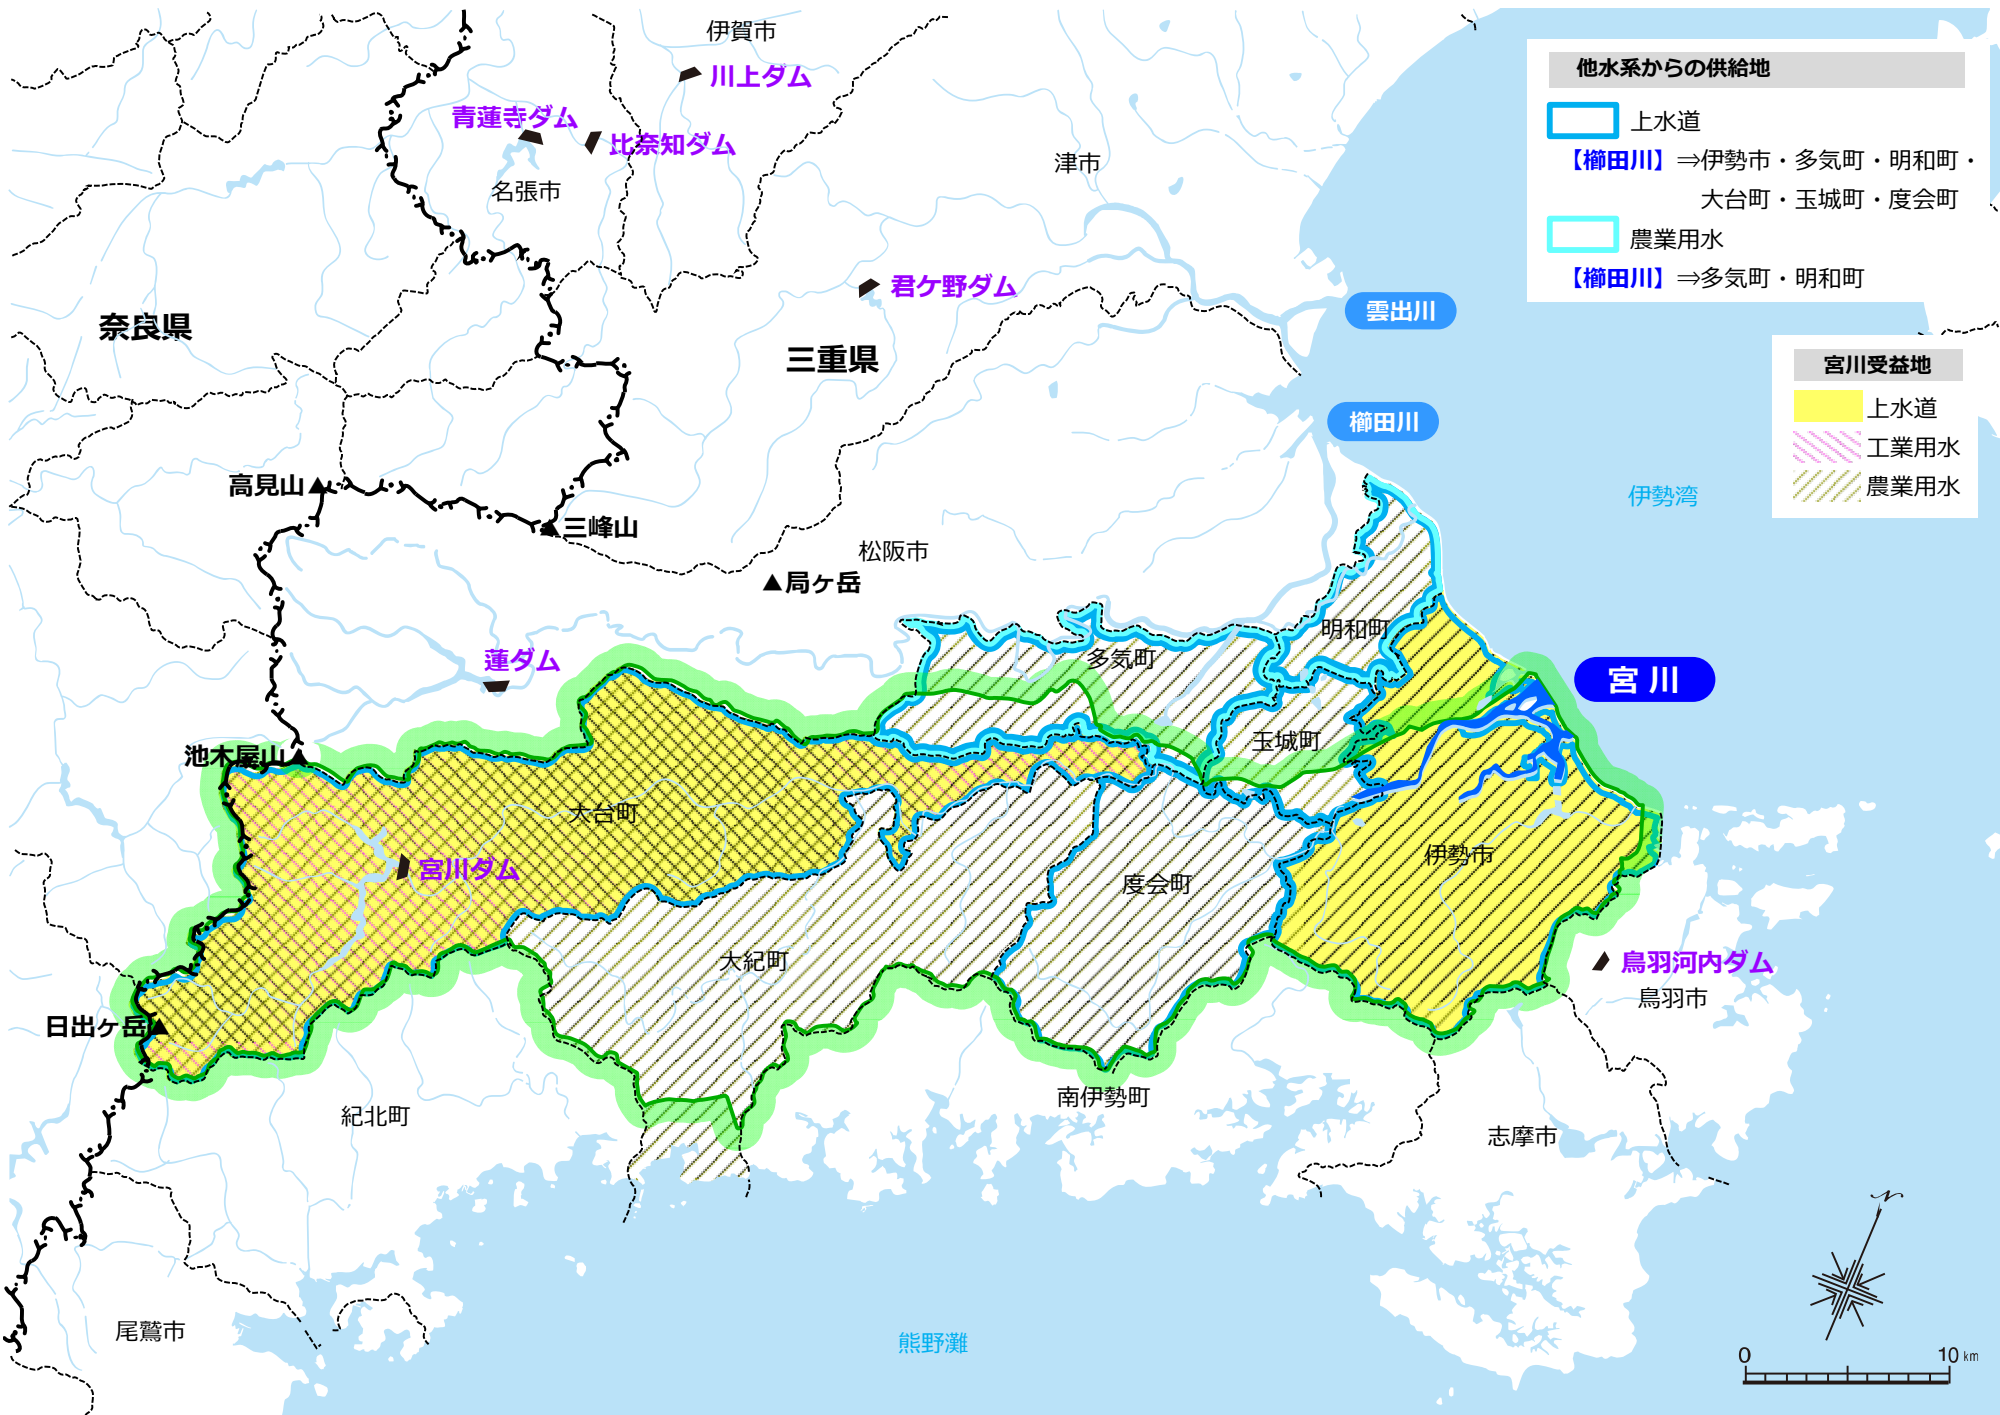 伊賀市
川上ダム
青蓮寺ダム
比奈知ダム
名張市
津市
君ケ野ダム
奈良県
三重県
雲出川
櫛田川
他水系からの供給地
上水道
【櫛田川】⇒伊勢市・多気町・明和町・
大台町・玉城町・度会町
農業用水
【櫛田川】⇒多気町・明和町
宮川受益地
上水道
工業用水
農業用水
伊勢湾
高見山
三峰山
松阪市
局ヶ岳
明和町
多気町
蓮ダム
宮川
玉城町
池木屋山
大台町
宮川ダム
伊勢市
度会町
大紀町
鳥羽河内ダム
鳥羽市
日出ヶ岳
紀北町
南伊勢町
志摩市
尾鷲市
熊野灘
N
0 10 km